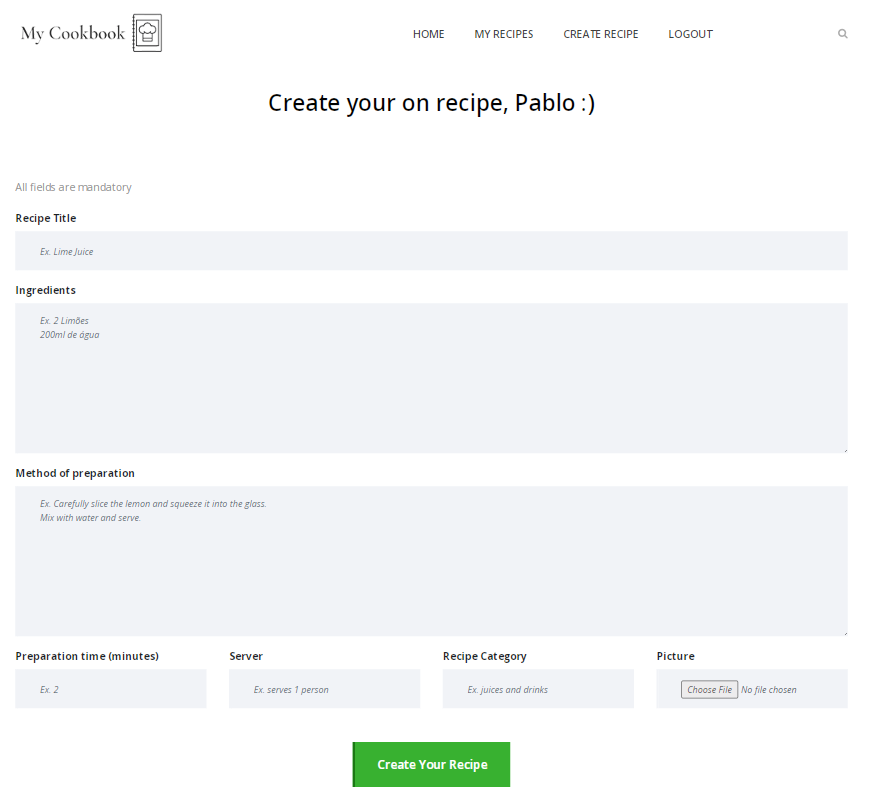 My Cookbook
HOME MY RECIPES CREATE RECIPE LOGOUT
Create your on recipe, Pablo :)
All fields are mandatory
Recipe Title
Ex. Lime Juice
Ingredients
Ex. 2 Limões
200ml de água
Method of preparation
Ex. Carefully slice the lemon and squeeze it into the glass.
Mix with water and serve.
Preparation time (minutes) Server Recipe Category Picture
Ex. 2 Ex. serves 1 person Ex. juices and drinks Choose File No file chosen
Create Your Recipe